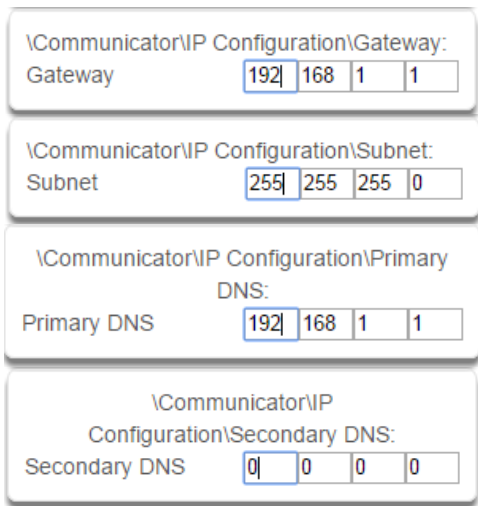 \Communicator\IP Configuration\Gateway:
Gateway 192 168 1 1
\Communicator\IP Configuration\Subnet:
Subnet 255 255 255 0
\Communicator\IP Configuration\Primary
DNS:
Primary DNS 192 168 1 1
\Communicator\IP
Configuration\Secondary DNS:
Secondary DNS 0 0 0 0